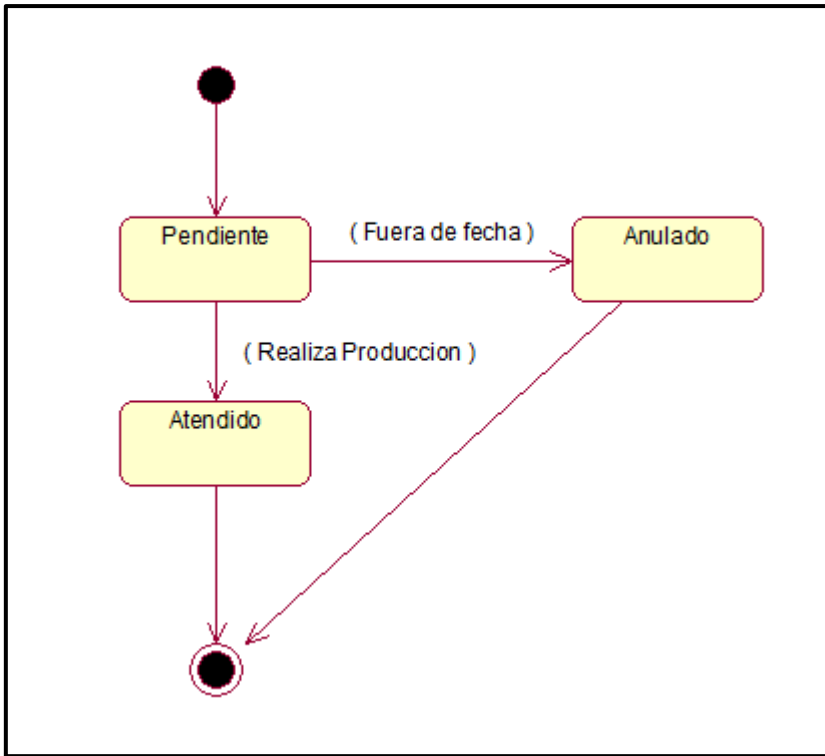 Pendiente
( Fuera de fecha )
Anulado
( Realiza Produccion )
Atendido